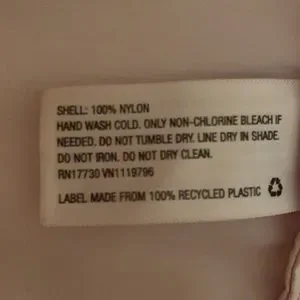 SHELL: 100% NYLON
HAND WASH COLD. ONLY NON-CHLORINE BLEACH IF
NEEDED. DO NOT TUMBLE DRY. LINE DRY IN SHADE.
DO NOT IRON. DO NOT DRY CLEAN.
RN17730 VN1119796
LABEL MADE FROM 100% RECYCLED PLASTIC